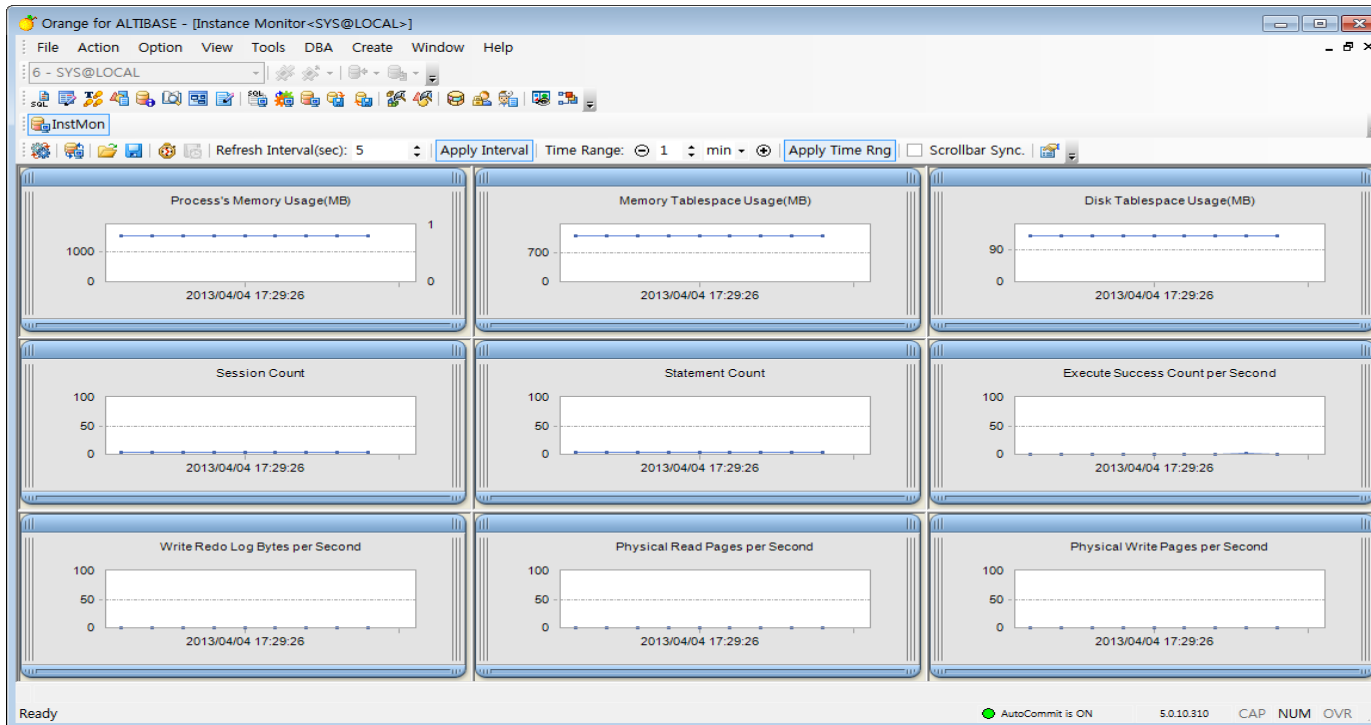 Orange for ALTIBASE - [Instance Monitor<SYS@LOCAL>]
File Action Option View Tools DBA Create Window Help
6 - SYS@LOCAL
SQL
InstMon
Refresh Interval(sec): 5 Apply Interval Time Range: 1 min Apply Time Rng Scrollbar Sync.
Process's Memory Usage(MB)
1000
0
1
0
2013/04/04 17:29:26
Memory Tablespace Usage(MB)
700
0
2013/04/04 17:29:26
Disk Tablespace Usage(MB)
90
0
2013/04/04 17:29:26
Session Count
100
50
0
2013/04/04 17:29:26
Statement Count
100
50
0
2013/04/04 17:29:26
Execute Success Count per Second
100
50
0
2013/04/04 17:29:26
Write Redo Log Bytes per Second
100
50
0
2013/04/04 17:29:26
Physical Read Pages per Second
100
50
0
2013/04/04 17:29:26
Physical Write Pages per Second
100
50
0
2013/04/04 17:29:26
Ready AutoCommit is ON 5.0.10.310 CAP NUM OVR